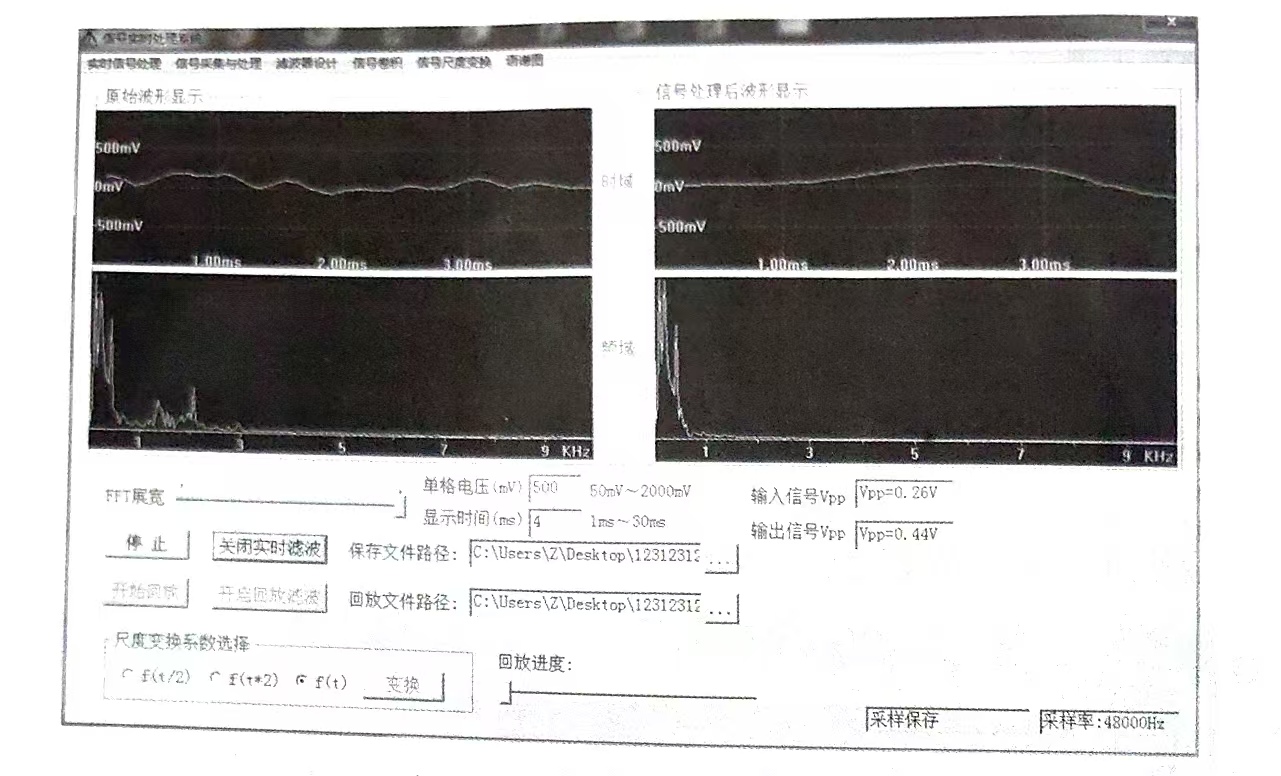 信号实时处理系统
实时信号处理 信号采集与处理 滤波器设计 信号卷积 信号尺度变换 语谱图
原始波形显示
信号处理后波形显示
500mV
0mV
-500mV
1.00ms 2.00ms 3.00ms
时域
500mV
0mV
-500mV
1.00ms 2.00ms 3.00ms
频域
1 3 5 7 9 KHz
1 3 5 7 9 KHz
FFT展宽
单格电压(mV) 500 50mV~2000mV
显示时间(ms) 4 1ms~30ms
输入信号Vpp Vpp=0.26V
输出信号Vpp Vpp=0.44V
停止 关闭实时滤波 保存文件路径: C:\Users\Z\Desktop\12312312 ...
开始回放 开启回放滤波 回放文件路径: C:\Users\Z\Desktop\12312312 ...
尺度变换系数选择
f(t/2) f(t*2) f(t) 变换
回放进度:
采样保存 采样率:48000Hz